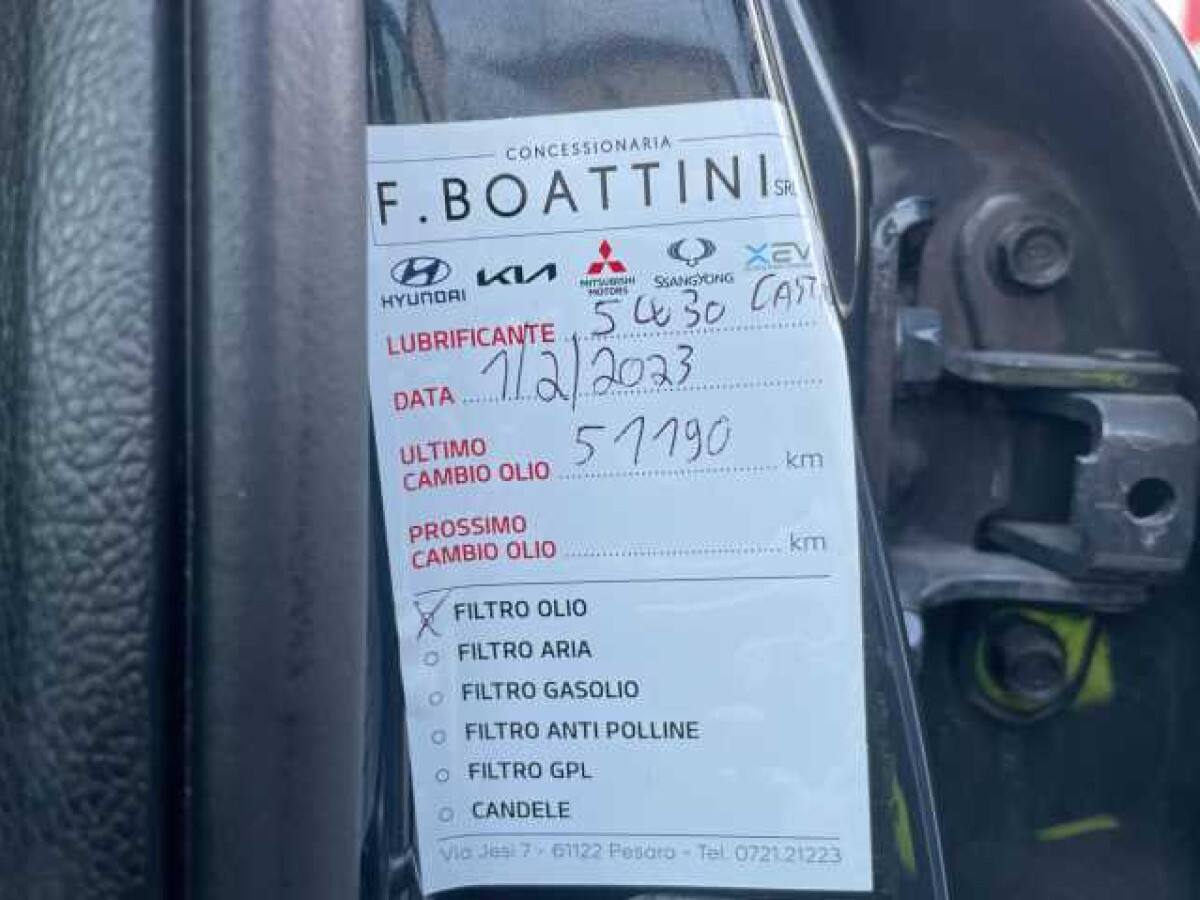 CONCESSIONARIA
F. BOATTINI SRL
HYUNDAI KIA MITSUBISHI MOTORS SSANGYONG XEV
LUBRIFICANTE 5W30
DATA 1/2/2023
ULTIMO
CAMBIO OLIO 51190 km
PROSSIMO
CAMBIO OLIO km
FILTRO OLIO
FILTRO ARIA
FILTRO GASOLIO
FILTRO ANTI POLLINE
FILTRO GPL
CANDELE
Via Jesi 7 - 61122 Pesaro - Tel. 0721.21223